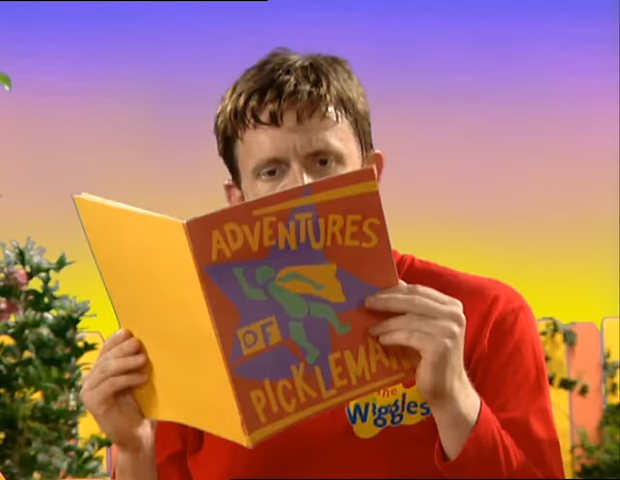 ADVENTURES
OF
PICKLEMAN
the
Wiggles